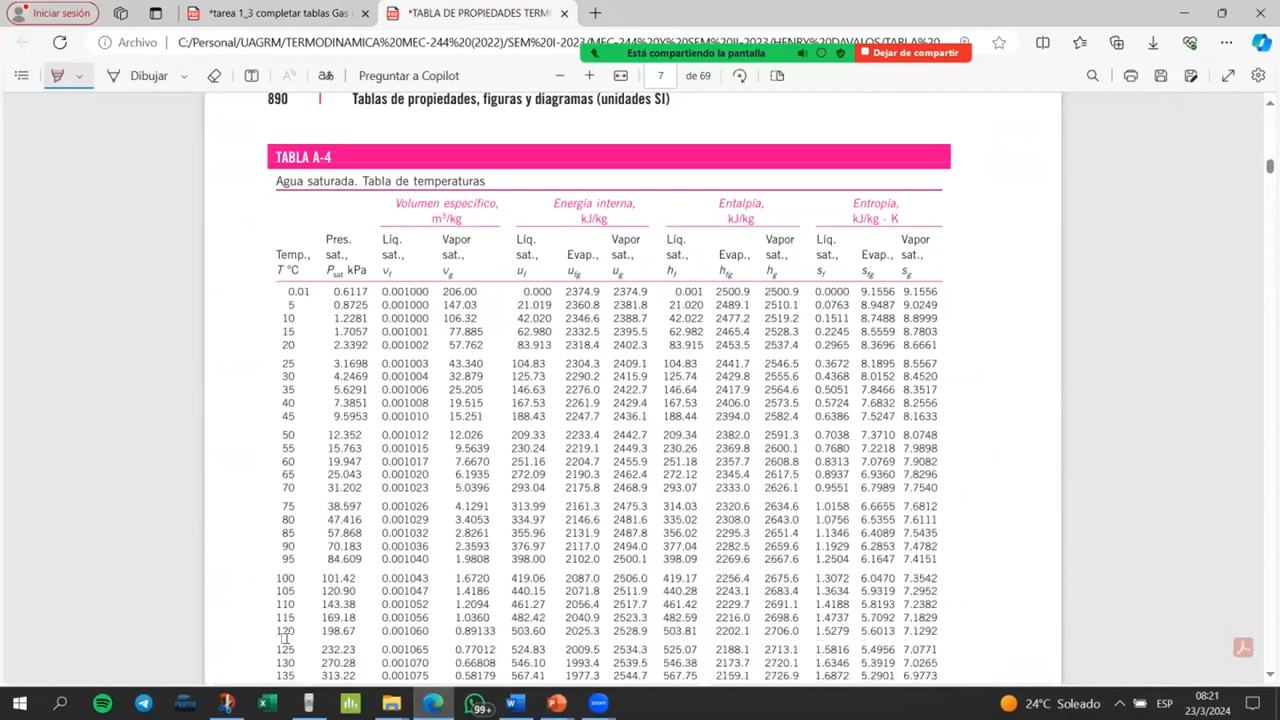 Iniciar sesión
*tarea 1_3 completar tablas Gas
*TABLA DE PROPIEDADES TERM
Archivo
C:/Personal/UAGRM/TERMODINAMICA%20MEC-244%20(2022)/SEM%20I-2023/MEC-244%20Y%20SEM%20II-2023/HENRY%20DAVALOS/TABLA%20
Está compartiendo la pantalla
Dejar de compartir
Dibujar
Preguntar a Copilot
7 de 69
890 Tablas de propiedades, figuras y diagramas (unidades SI)
TABLA A-4
Agua saturada. Tabla de temperaturas
Volumen específico, Energía interna, Entalpía, Entropía,
m³/kg kJ/kg kJ/kg kJ/kg · K
Pres. Líq. Vapor Líq. Vapor Líq. Vapor Líq. Vapor
Temp., sat., sat., sat., sat., Evap., sat., sat., Evap., sat., sat., Evap., sat.,
T °C Psat kPa vf vg uf ufg ug hf hfg hg sf sfg sg
0.01 0.6117 0.001000 206.00 0.000 2374.9 2374.9 0.001 2500.9 2500.9 0.0000 9.1556 9.1556
5 0.8725 0.001000 147.03 21.019 2360.8 2381.8 21.020 2489.1 2510.1 0.0763 8.9487 9.0249
10 1.2281 0.001000 106.32 42.020 2346.6 2388.7 42.022 2477.2 2519.2 0.1511 8.7488 8.8999
15 1.7057 0.001001 77.885 62.980 2332.5 2395.5 62.982 2465.4 2528.3 0.2245 8.5559 8.7803
20 2.3392 0.001002 57.762 83.913 2318.4 2402.3 83.915 2453.5 2537.4 0.2965 8.3696 8.6661
25 3.1698 0.001003 43.340 104.83 2304.3 2409.1 104.83 2441.7 2546.5 0.3672 8.1895 8.5567
30 4.2469 0.001004 32.879 125.73 2290.2 2415.9 125.74 2429.8 2555.6 0.4368 8.0152 8.4520
35 5.6291 0.001006 25.205 146.63 2276.0 2422.7 146.64 2417.9 2564.6 0.5051 7.8466 8.3517
40 7.3851 0.001008 19.515 167.53 2261.9 2429.4 167.53 2406.0 2573.5 0.5724 7.6832 8.2556
45 9.5953 0.001010 15.251 188.43 2247.7 2436.1 188.44 2394.0 2582.4 0.6386 7.5247 8.1633
50 12.352 0.001012 12.026 209.33 2233.4 2442.7 209.34 2382.0 2591.3 0.7038 7.3710 8.0748
55 15.763 0.001015 9.5639 230.24 2219.1 2449.3 230.26 2369.8 2600.1 0.7680 7.2218 7.9898
60 19.947 0.001017 7.6670 251.16 2204.7 2455.9 251.18 2357.7 2608.8 0.8313 7.0769 7.9082
65 25.043 0.001020 6.1935 272.09 2190.3 2462.4 272.12 2345.4 2617.5 0.8937 6.9360 7.8296
70 31.202 0.001023 5.0396 293.04 2175.8 2468.9 293.07 2333.0 2626.1 0.9551 6.7989 7.7540
75 38.597 0.001026 4.1291 313.99 2161.3 2475.3 314.03 2320.6 2634.6 1.0158 6.6655 7.6812
80 47.416 0.001029 3.4053 334.97 2146.6 2481.6 335.02 2308.0 2643.0 1.0756 6.5355 7.6111
85 57.868 0.001032 2.8261 355.96 2131.9 2487.8 356.02 2295.3 2651.4 1.1346 6.4089 7.5435
90 70.183 0.001036 2.3593 376.97 2117.0 2494.0 377.04 2282.5 2659.6 1.1929 6.2853 7.4782
95 84.609 0.001040 1.9808 398.00 2102.0 2500.1 398.09 2269.6 2667.6 1.2504 6.1647 7.4151
100 101.42 0.001043 1.6720 419.06 2087.0 2506.0 419.17 2256.4 2675.6 1.3072 6.0470 7.3542
105 120.90 0.001047 1.4186 440.15 2071.8 2511.9 440.28 2243.1 2683.4 1.3634 5.9319 7.2952
110 143.38 0.001052 1.2094 461.27 2056.4 2517.7 461.42 2229.7 2691.1 1.4188 5.8193 7.2382
115 169.18 0.001056 1.0360 482.42 2040.9 2523.3 482.59 2216.0 2698.6 1.4737 5.7092 7.1829
120 198.67 0.001060 0.89133 503.60 2025.3 2528.9 503.81 2202.1 2706.0 1.5279 5.6013 7.1292
125 232.23 0.001065 0.77012 524.83 2009.5 2534.3 525.07 2188.1 2713.1 1.5816 5.4956 7.0771
130 270.28 0.001070 0.66808 546.10 1993.4 2539.5 546.38 2173.7 2720.1 1.6346 5.3919 7.0265
135 313.22 0.001075 0.58179 567.41 1977.3 2544.7 567.75 2159.1 2726.9 1.6872 5.2901 6.9773
99+
24°C Soleado
ESP
08:21
23/3/2024